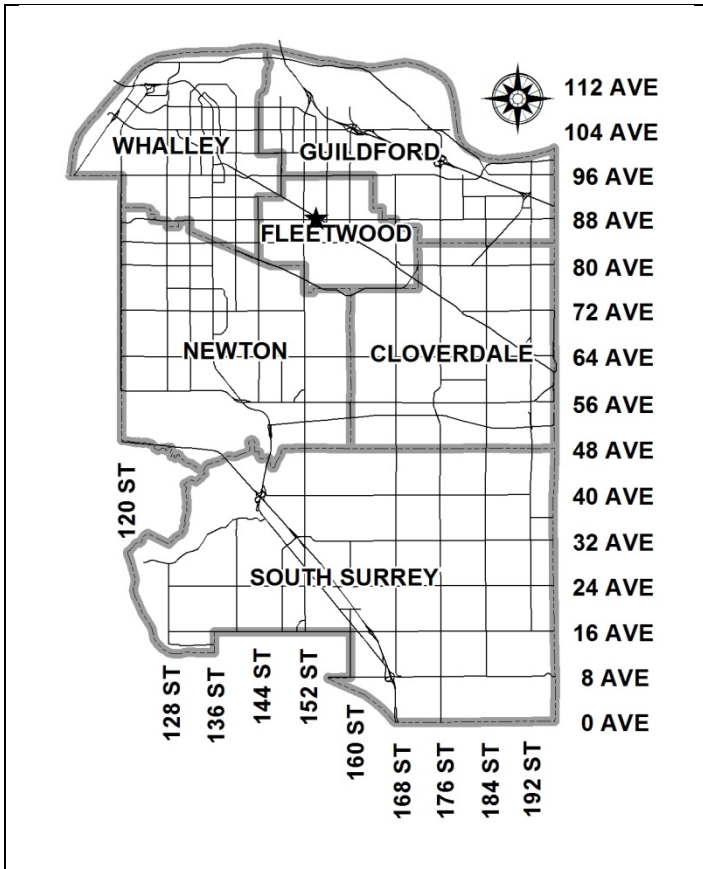 112 AVE
104 AVE
WHALLEY
GUILDFORD
96 AVE
88 AVE
FLEETWOOD
80 AVE
72 AVE
NEWTON
CLOVERDALE
64 AVE
56 AVE
48 AVE
120 ST
40 AVE
32 AVE
SOUTH SURREY
24 AVE
16 AVE
128 ST
136 ST
144 ST
152 ST
160 ST
8 AVE
0 AVE
168 ST
176 ST
184 ST
192 ST